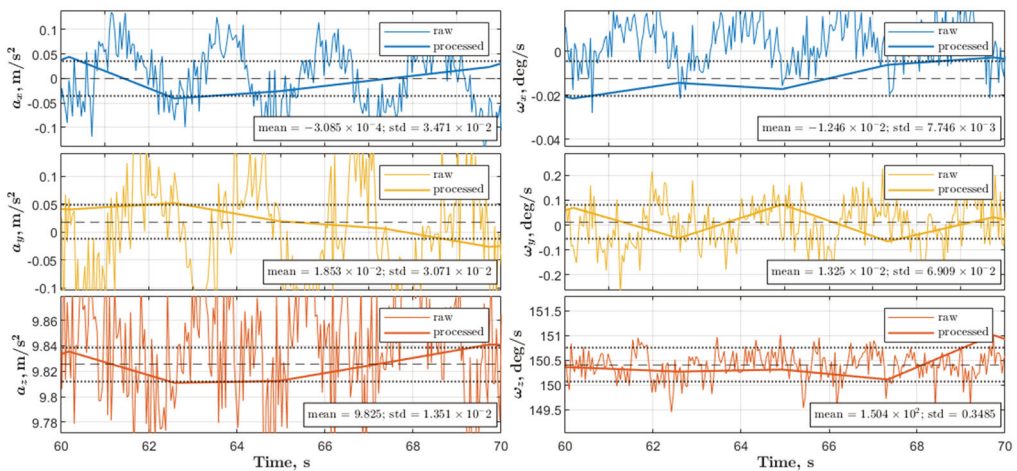 a_x, m/s²
0.1
0.05
0
-0.05
-0.1
raw
processed
mean = −3.085 × 10⁻4; std = 3.471 × 10⁻2
ω_x, deg/s
0
-0.02
-0.04
raw
processed
mean = −1.246 × 10⁻2; std = 7.746 × 10⁻3
a_y, m/s²
0.1
0.05
0
-0.05
-0.1
raw
processed
mean = 1.853 × 10⁻2; std = 3.071 × 10⁻2
ω_y, deg/s
0.2
0.1
0
-0.1
-0.2
raw
processed
mean = 1.325 × 10⁻2; std = 6.909 × 10⁻2
a_z, m/s²
9.86
9.84
9.82
9.8
9.78
raw
processed
mean = 9.825; std = 1.351 × 10⁻2
60 62 64 66 68 70
Time, s
ω_z, deg/s
151.5
151
150.5
150
149.5
raw
processed
mean = 1.504 × 10²; std = 0.3485
60 62 64 66 68 70
Time, s